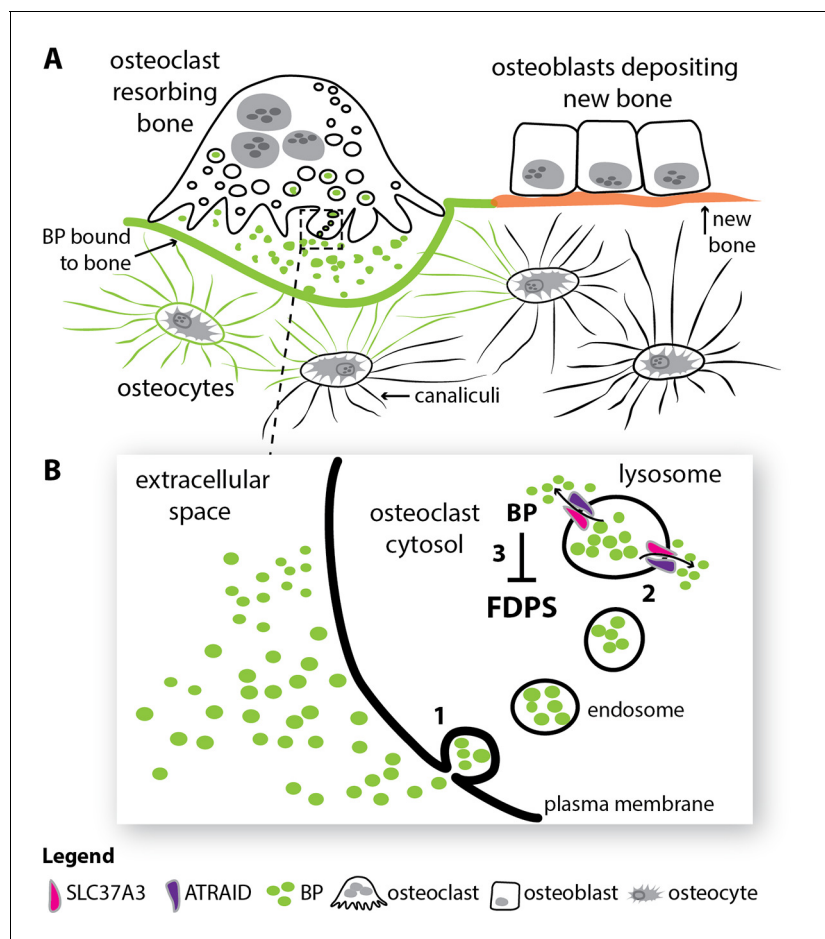 A
osteoclast
resorbing
bone
osteoblasts depositing
new bone
BP bound
to bone
new
bone
osteocytes
canaliculi
B
extracellular
space
osteoclast
cytosol
lysosome
BP
3
FDPS
2
endosome
1
plasma membrane
Legend
SLC37A3 ATRAID BP osteoclast osteoblast osteocyte